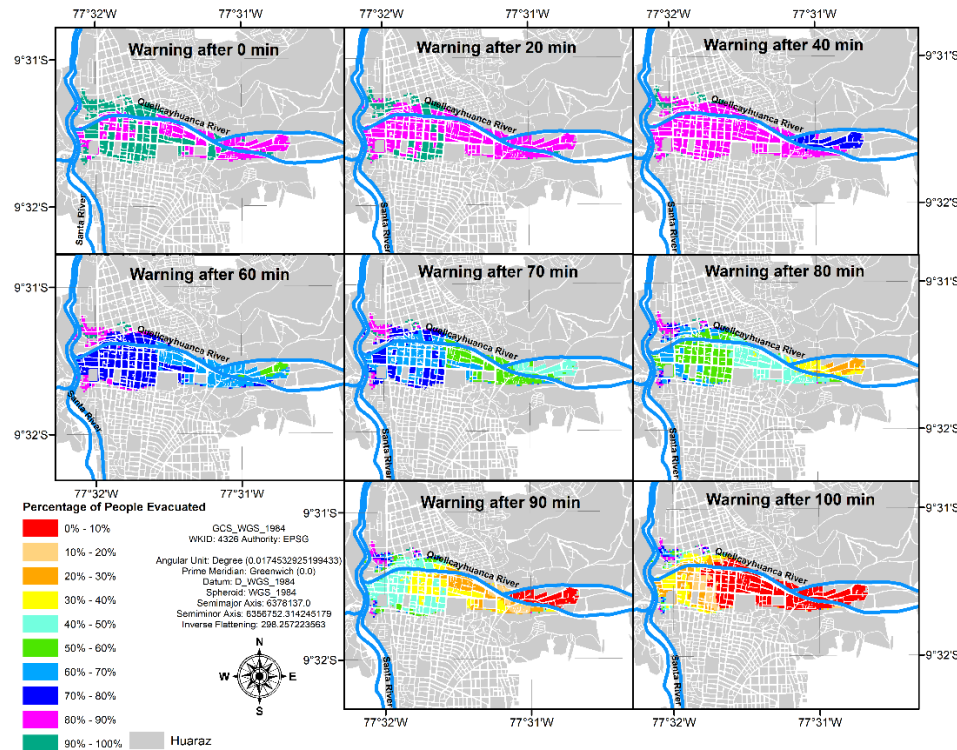 77°32'W
77°31'W
77°32'W
77°31'W
77°32'W
77°31'W
Warning after 0 min
Warning after 20 min
Warning after 40 min
9°31'S
9°31'S
Quellcayhuanca River
Quellcayhuanca River
Quellcayhuanca River
9°32'S
9°32'S
Santa River
Santa River
Santa River
Warning after 60 min
Warning after 70 min
Warning after 80 min
9°31'S
9°31'S
Quellcayhuanca River
Quellcayhuanca River
Quellcayhuanca River
9°32'S
9°32'S
Santa River
Santa River
Santa River
77°32'W
77°31'W
Warning after 90 min
Warning after 100 min
9°31'S
9°31'S
Quellcayhuanca River
Quellcayhuanca River
9°32'S
9°32'S
Santa River
Santa River
77°32'W
77°31'W
77°32'W
77°31'W
Percentage of People Evacuated
0% - 10%
10% - 20%
20% - 30%
30% - 40%
40% - 50%
50% - 60%
60% - 70%
70% - 80%
80% - 90%
90% - 100%
Huaraz
GCS_WGS_1984
WKID: 4326 Authority: EPSG
Angular Unit: Degree (0.0174532925199433)
Prime Meridian: Greenwich (0.0)
Datum: D_WGS_1984
Spheroid: WGS_1984
Semimajor Axis: 6378137.0
Semiminor Axis: 6356752.314245179
Inverse Flattening: 298.257223563
N
W
E
S